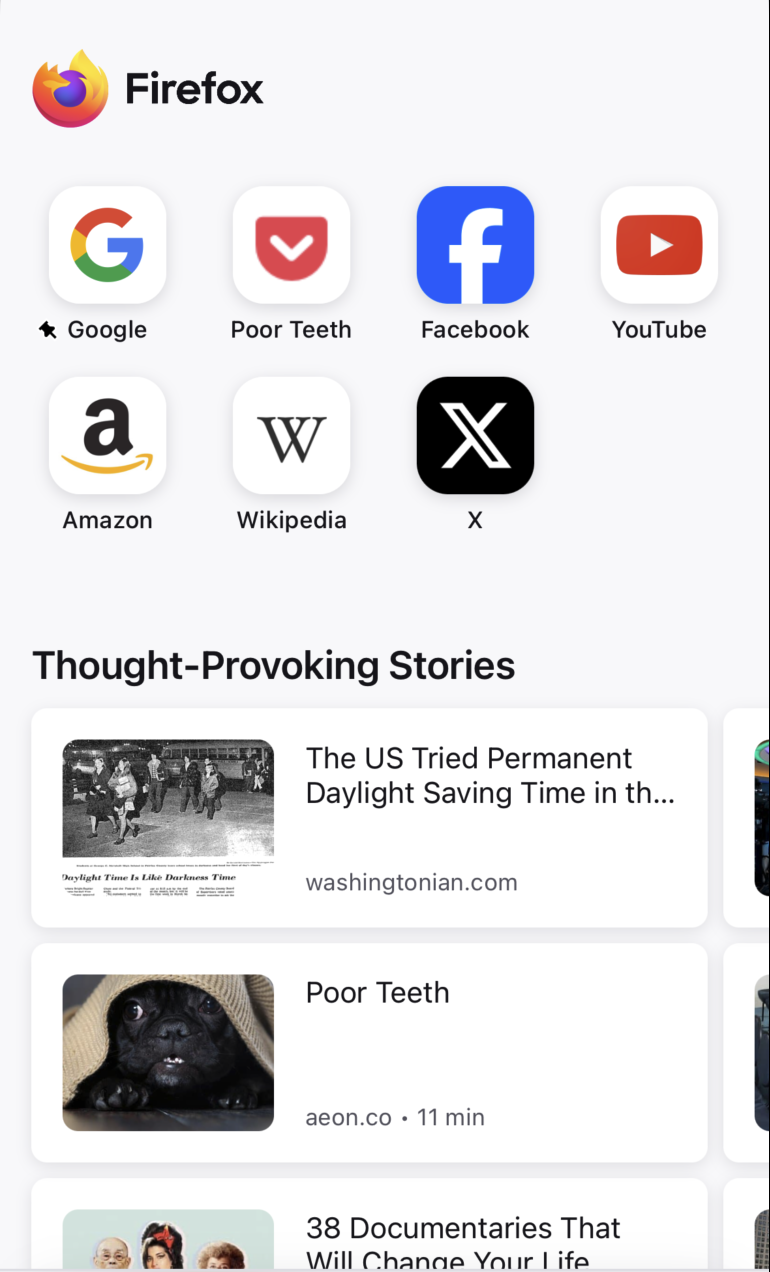 Firefox
Google
Poor Teeth
Facebook
YouTube
a
Amazon
W
Wikipedia
X
X
Thought-Provoking Stories
The US Tried Permanent
Daylight Saving Time in th...
Daylight Time Is Like Darkness Time
washingtonian.com
Poor Teeth
aeon.co • 11 min
38 Documentaries That
Will Change Your Life